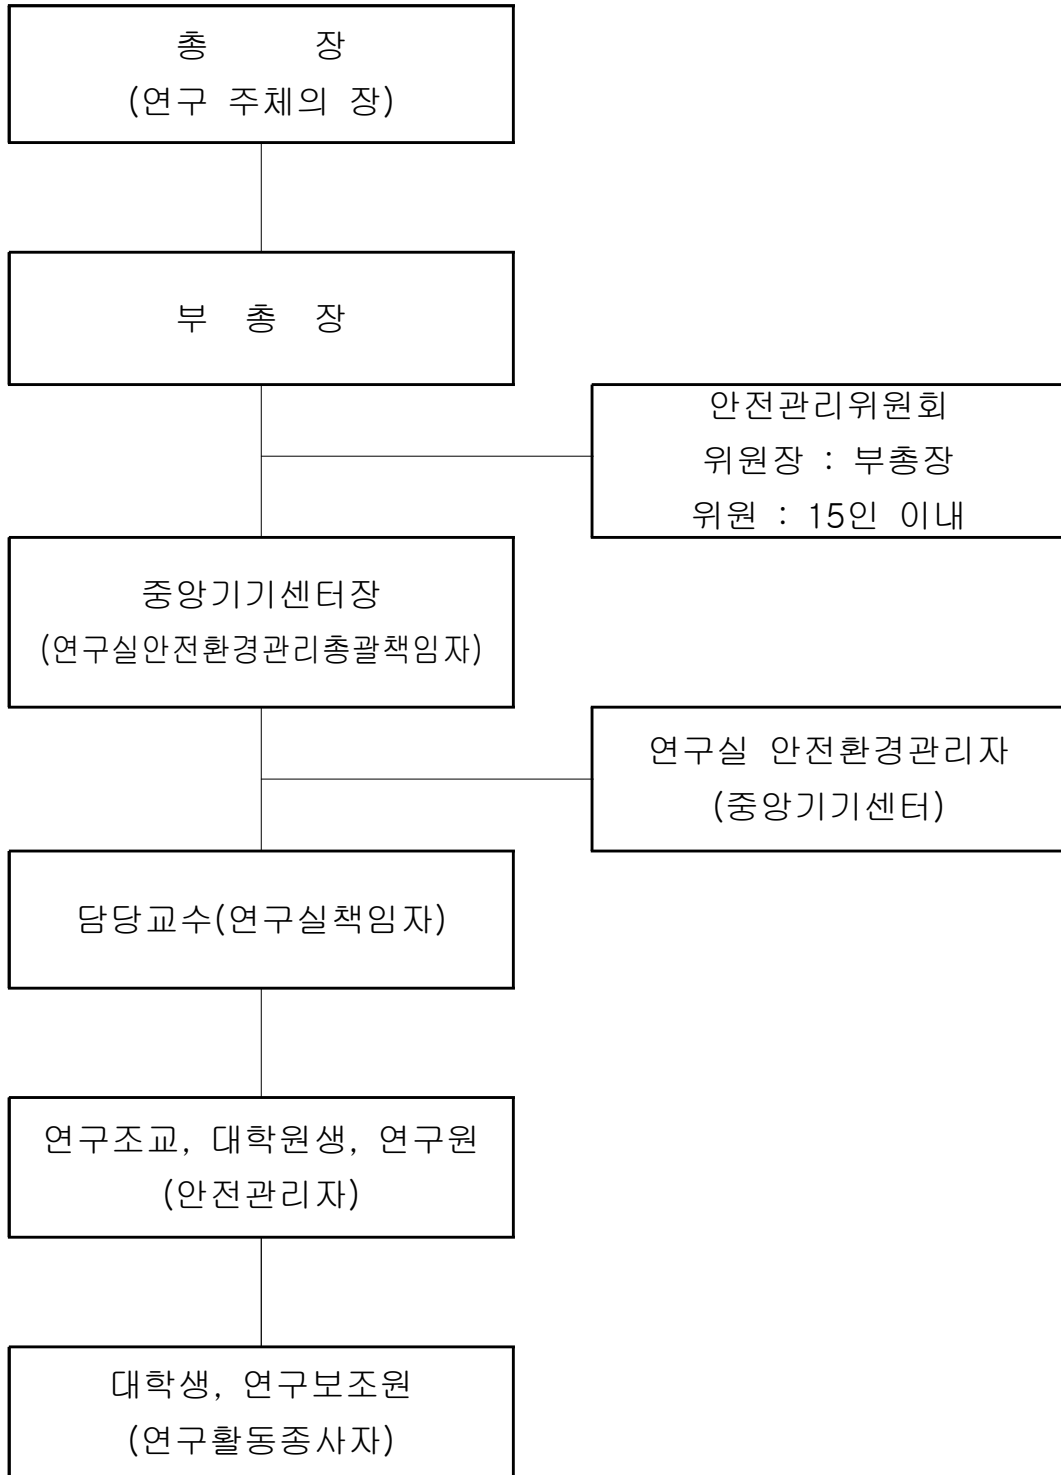 총 장
(연구 주체의 장)
부 총 장
안전관리위원회
위원장 : 부총장
위원 : 15인 이내
중앙기기센터장
(연구실안전환경관리총괄책임자)
연구실 안전환경관리자
(중앙기기센터)
담당교수(연구실책임자)
연구조교, 대학원생, 연구원
(안전관리자)
대학생, 연구보조원
(연구활동종사자)